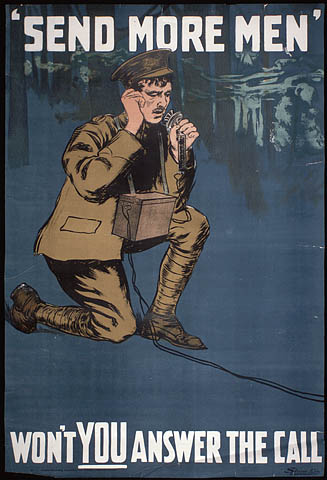 'SEND MORE MEN'
WON'T YOU ANSWER THE CALL